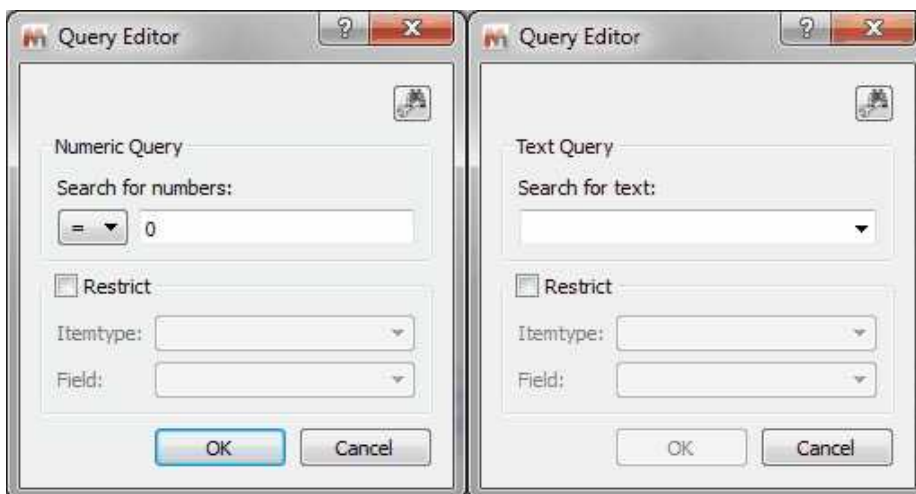 Query Editor
Numeric Query
Search for numbers:
= 0
Restrict
Itemtype:
Field:
OK Cancel
Query Editor
Text Query
Search for text:
Restrict
Itemtype:
Field:
OK Cancel